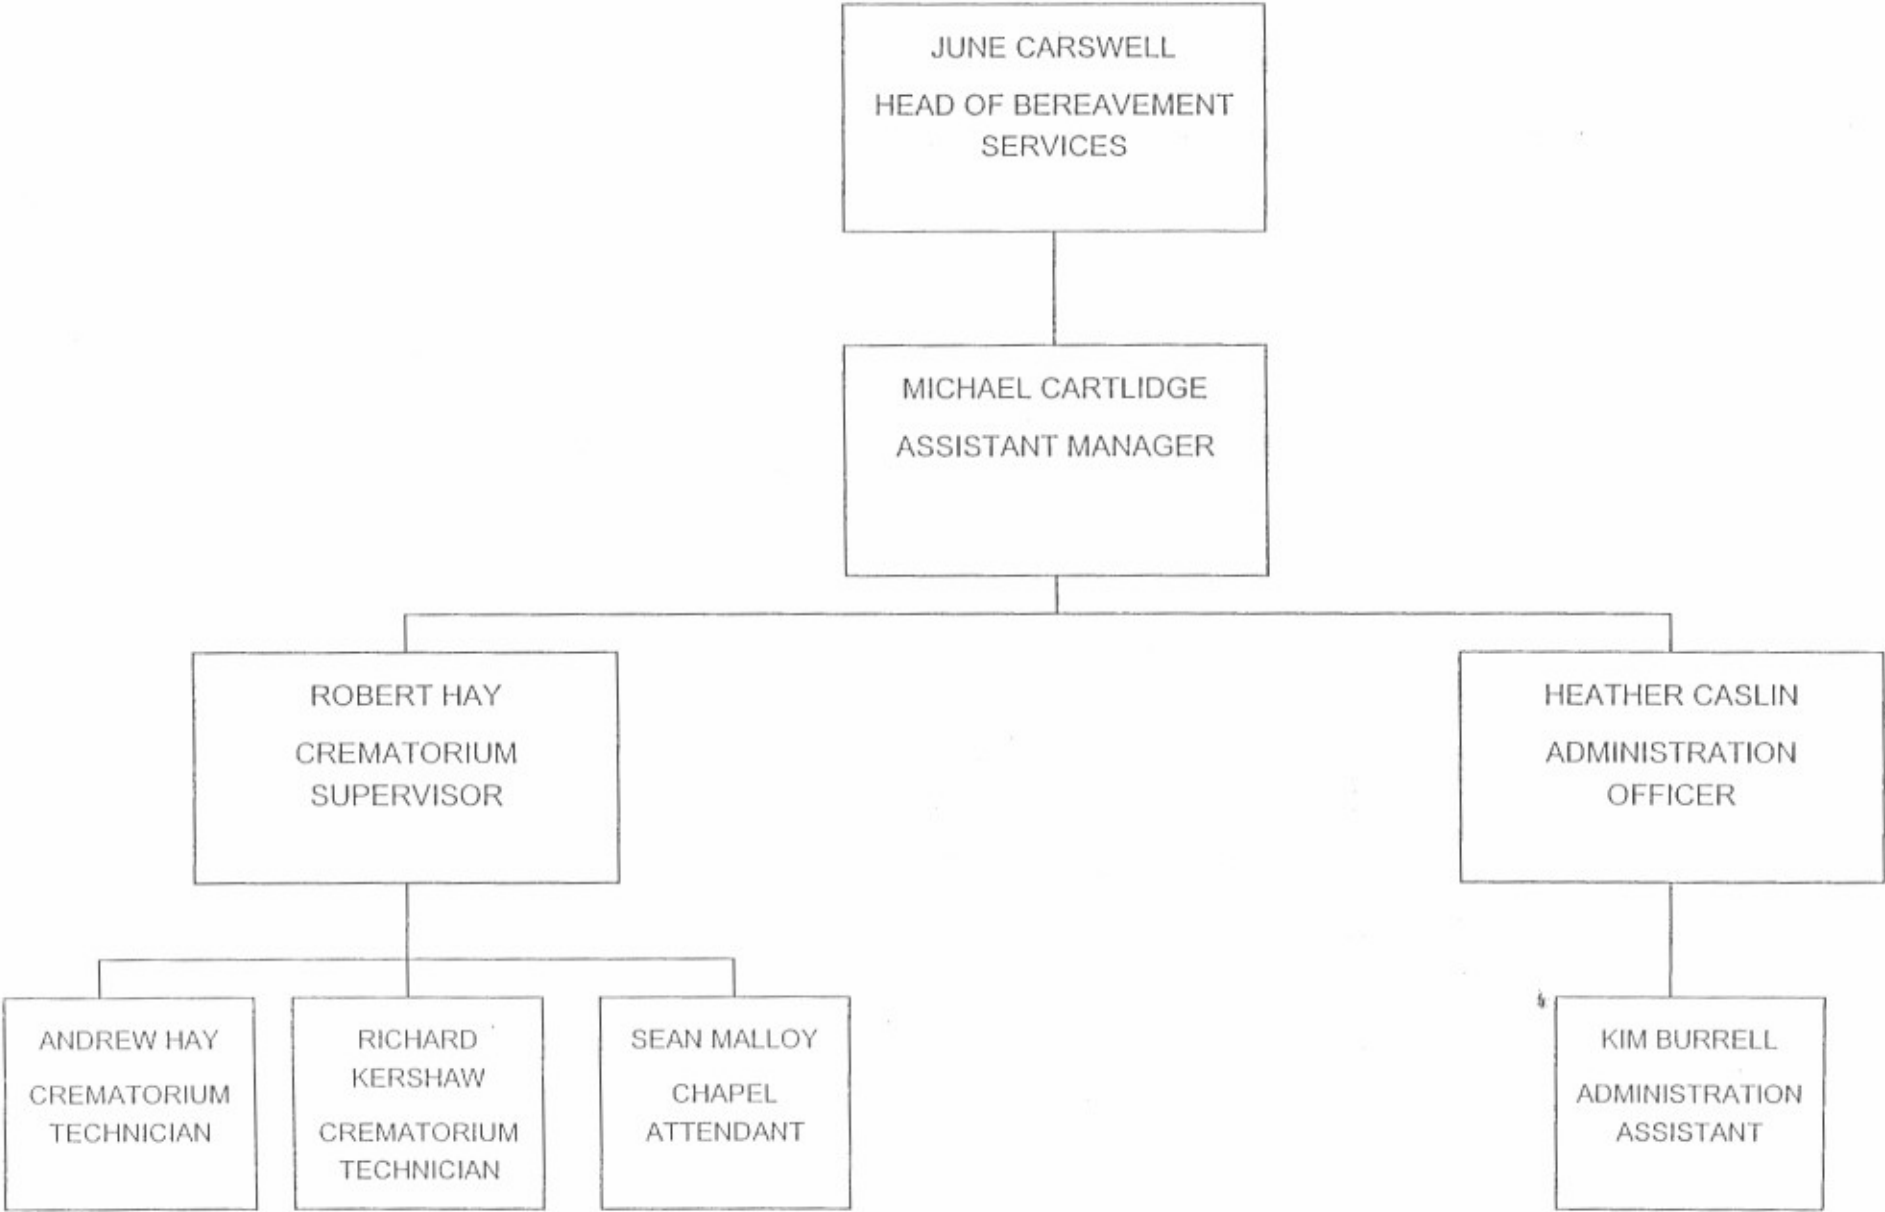 JUNE CARSWELL
HEAD OF BEREAVEMENT
SERVICES
MICHAEL CARTLIDGE
ASSISTANT MANAGER
ROBERT HAY
CREMATORIUM
SUPERVISOR
HEATHER CASLIN
ADMINISTRATION
OFFICER
ANDREW HAY
CREMATORIUM
TECHNICIAN
RICHARD
KERSHAW
CREMATORIUM
TECHNICIAN
SEAN MALLOY
CHAPEL
ATTENDANT
KIM BURRELL
ADMINISTRATION
ASSISTANT